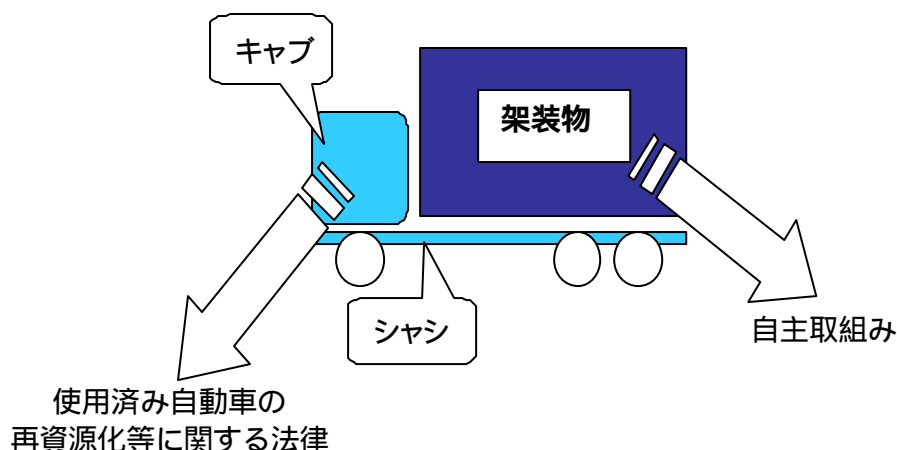 キャブ
架装物
シャシ
自主取組み
使用済み自動車の
再資源化等に関する法律